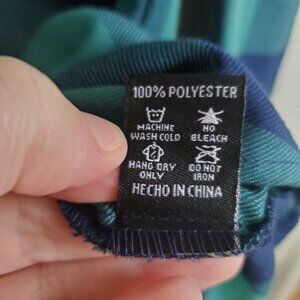 100% POLYESTER
MACHINE WASH COLD
NO BLEACH
HANG DRY ONLY
DO NOT IRON
HECHO IN CHINA